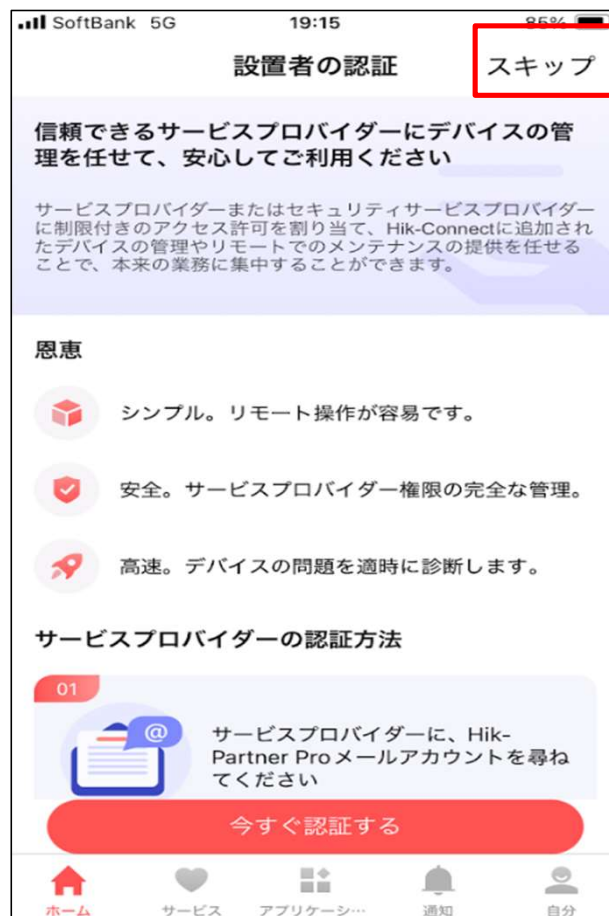 SoftBank 5G 19:15 85%
設置者の認証 スキップ
信頼できるサービスプロバイダーにデバイスの管
理を任せて、安心してご利用ください
サービスプロバイダーまたはセキュリティサービスプロバイダー
に制限付きのアクセス許可を割り当て、Hik-Connectに追加され
たデバイスの管理やリモートでのメンテナンスの提供を任せる
ことで、本来の業務に集中することができます。
恩恵
シンプル。リモート操作が容易です。
安全。サービスプロバイダー権限の完全な管理。
高速。デバイスの問題を適時に診断します。
サービスプロバイダーの認証方法
01
@
サービスプロバイダーに、Hik-
Partner Proメールアカウントを尋ね
てください
今すぐ認証する
ホーム サービス アプリケーシ… 通知 自分